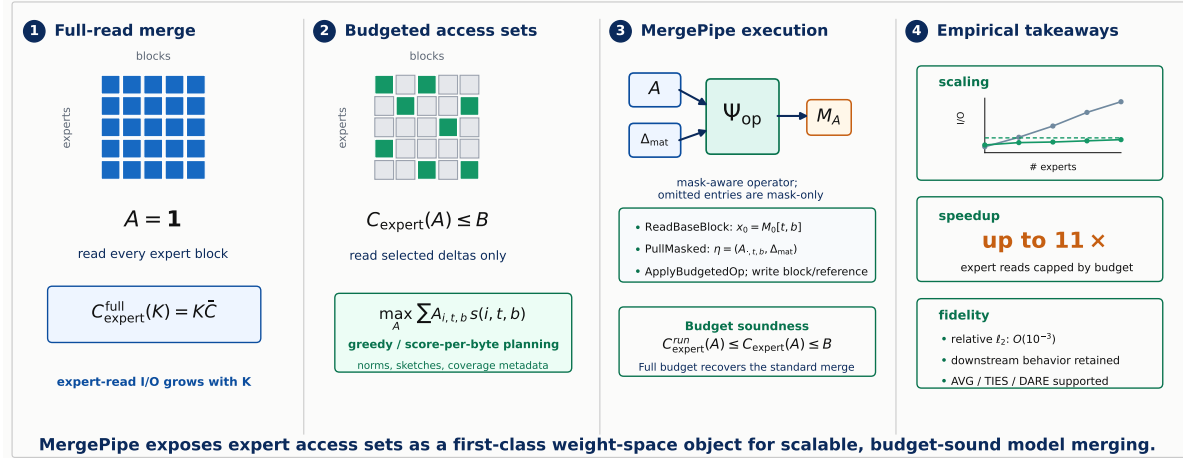 1 Full-read merge
blocks
experts
A = 1
read every expert block
C_expert^full(K) = KC̄
expert-read I/O grows with K
2 Budgeted access sets
blocks
experts
C_expert(A) ≤ B
read selected deltas only
max_A ∑ A_{i,t,b} s(i, t, b)
greedy / score-per-byte planning
norms, sketches, coverage metadata
3 MergePipe execution
A
Δ_mat
Ψ_op
M_A
mask-aware operator;
omitted entries are mask-only
• ReadBaseBlock: x_0 = M_0[t, b]
• PullMasked: η = (A_{·,t,b}, Δ_mat)
• ApplyBudgetedOp; write block/reference
Budget soundness
C_expert^run(A) ≤ C_expert(A) ≤ B
Full budget recovers the standard merge
4 Empirical takeaways
scaling
I/O
# experts
speedup
up to 11 ×
expert reads capped by budget
fidelity
• relative ℓ_2: O(10^{−3})
• downstream behavior retained
• AVG / TIES / DARE supported
MergePipe exposes expert access sets as a first-class weight-space object for scalable, budget-sound model merging.